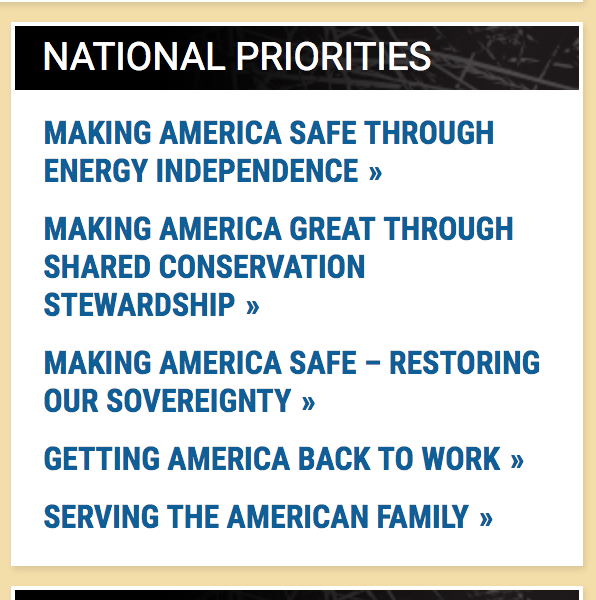 NATIONAL PRIORITIES
MAKING AMERICA SAFE THROUGH
ENERGY INDEPENDENCE »
MAKING AMERICA GREAT THROUGH
SHARED CONSERVATION
STEWARDSHIP »
MAKING AMERICA SAFE – RESTORING
OUR SOVEREIGNTY »
GETTING AMERICA BACK TO WORK »
SERVING THE AMERICAN FAMILY »